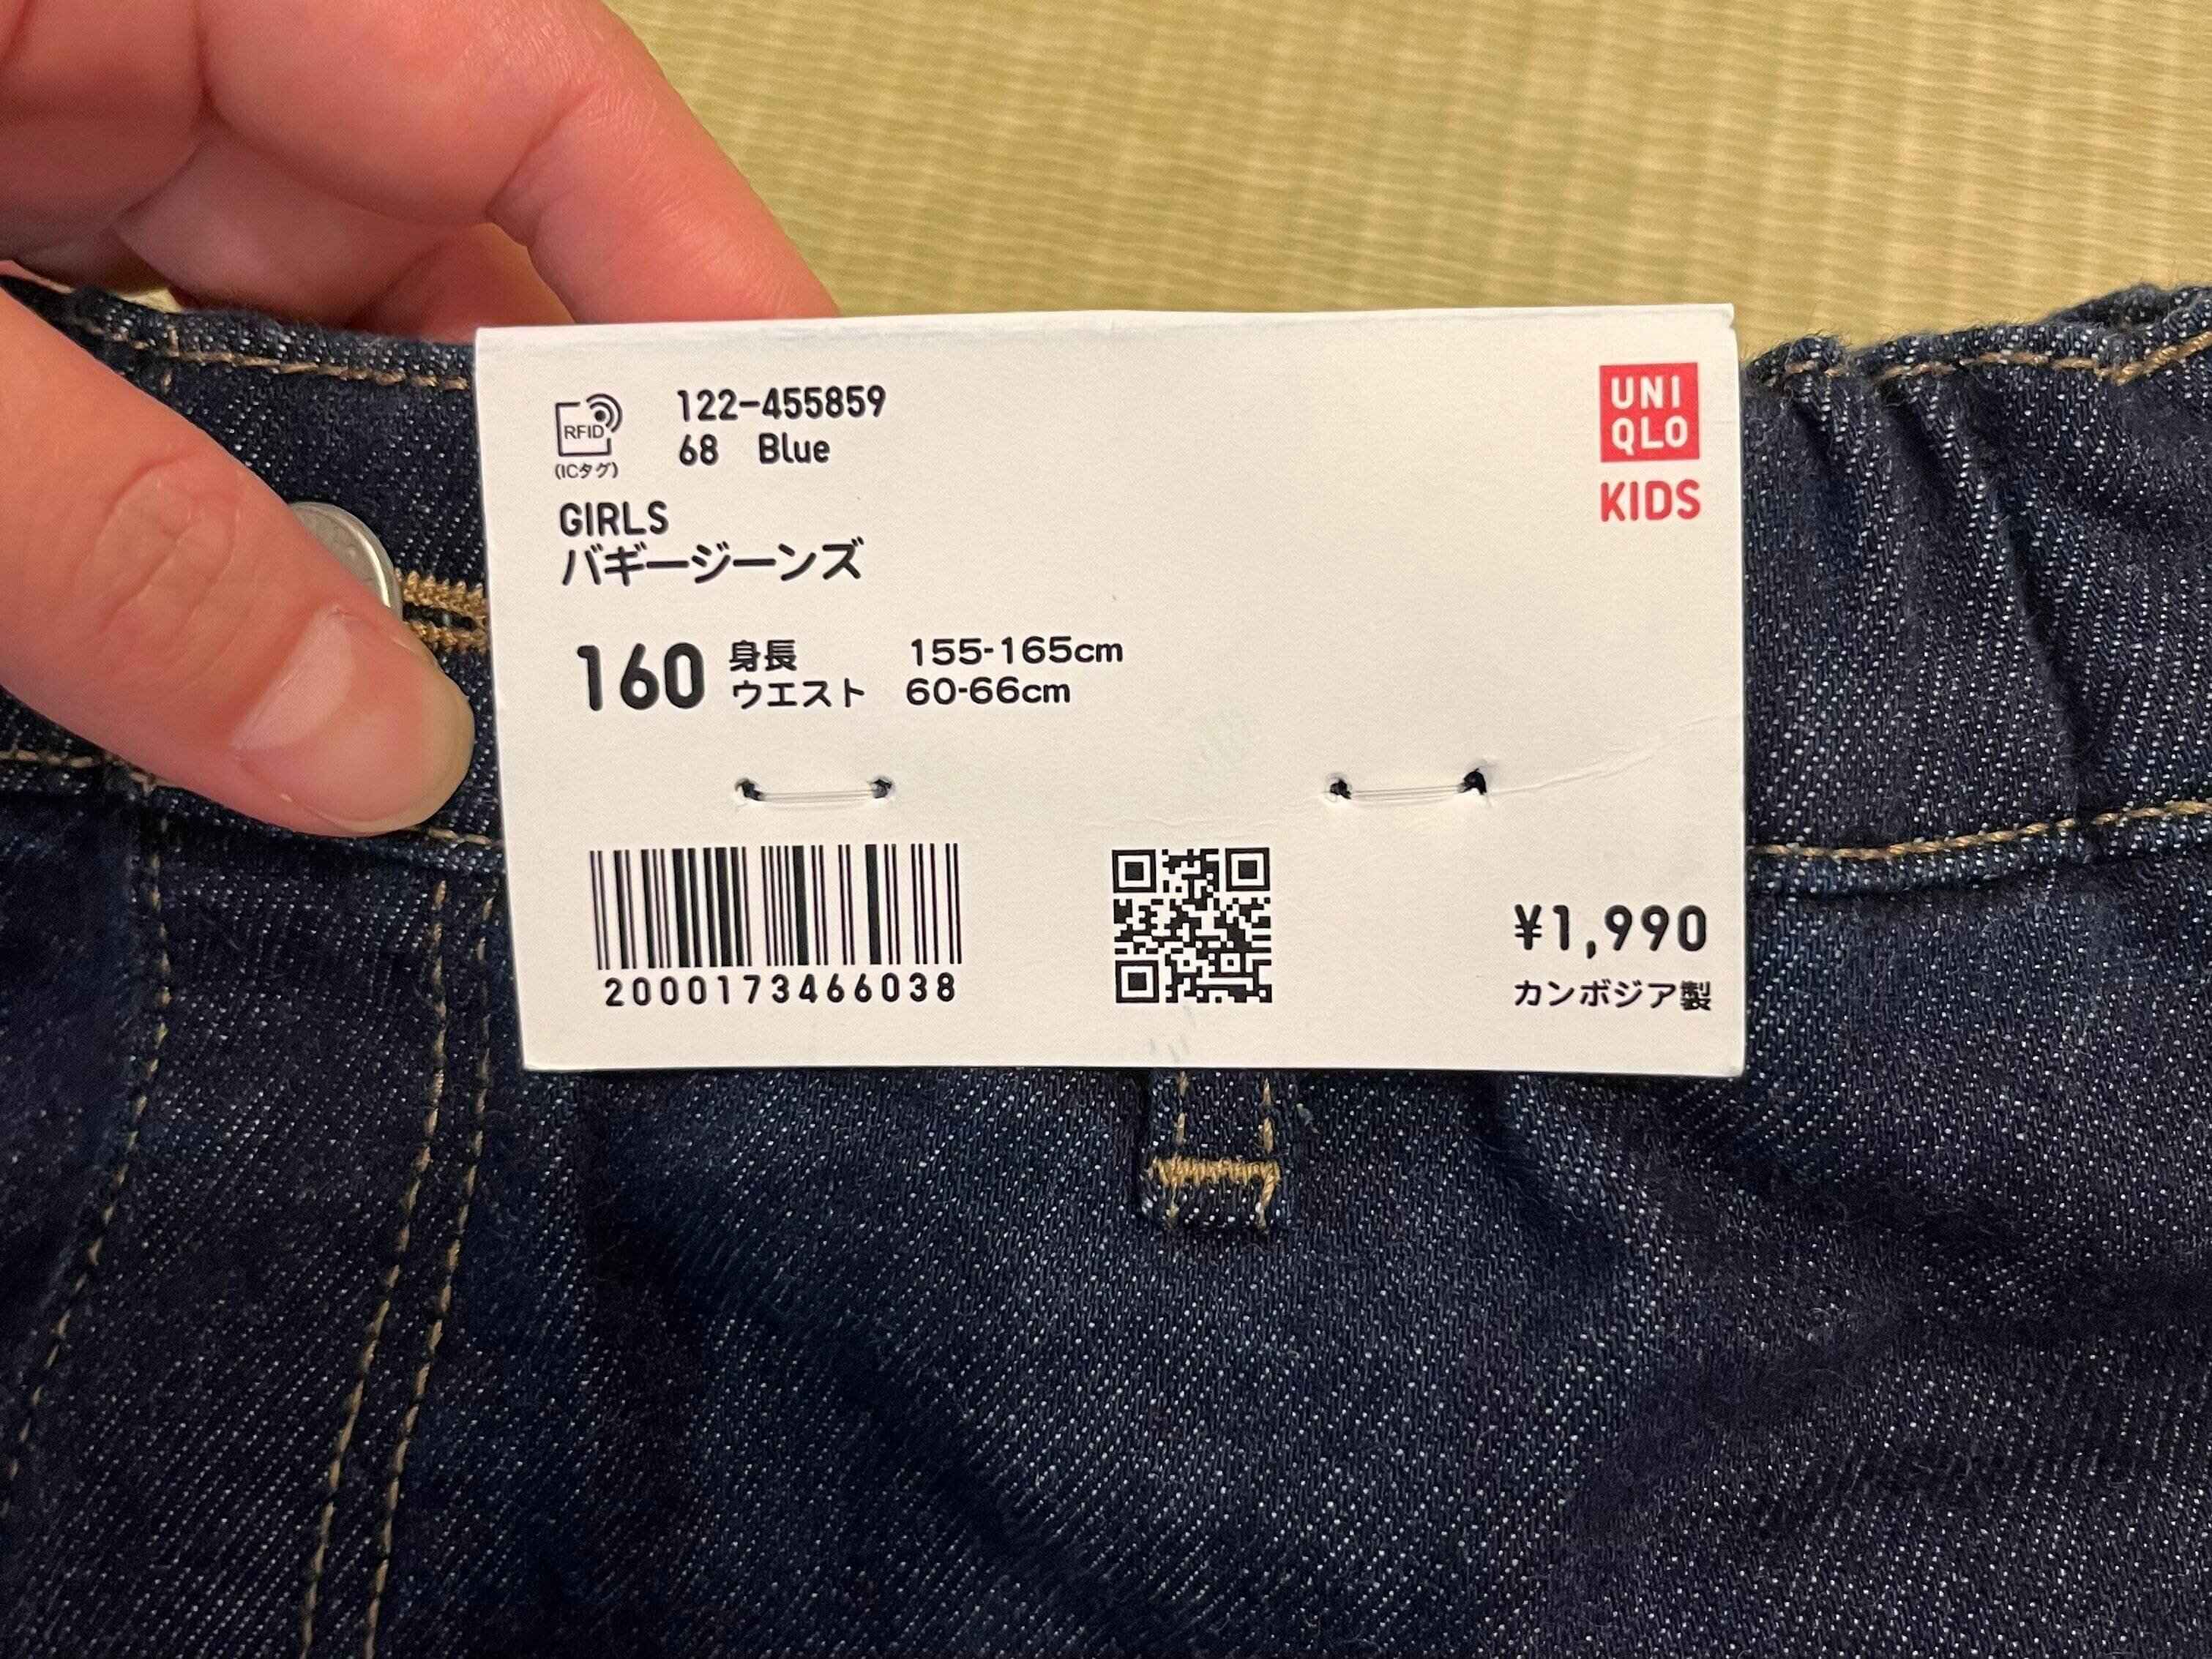 RFID
(ICタグ)
122-455859
68 Blue
UNI
QLO
KIDS
GIRLS
バギージーンズ
160 身長 155-165cm
ウエスト 60-66cm
2000173466038
¥1,990
カンボジア製